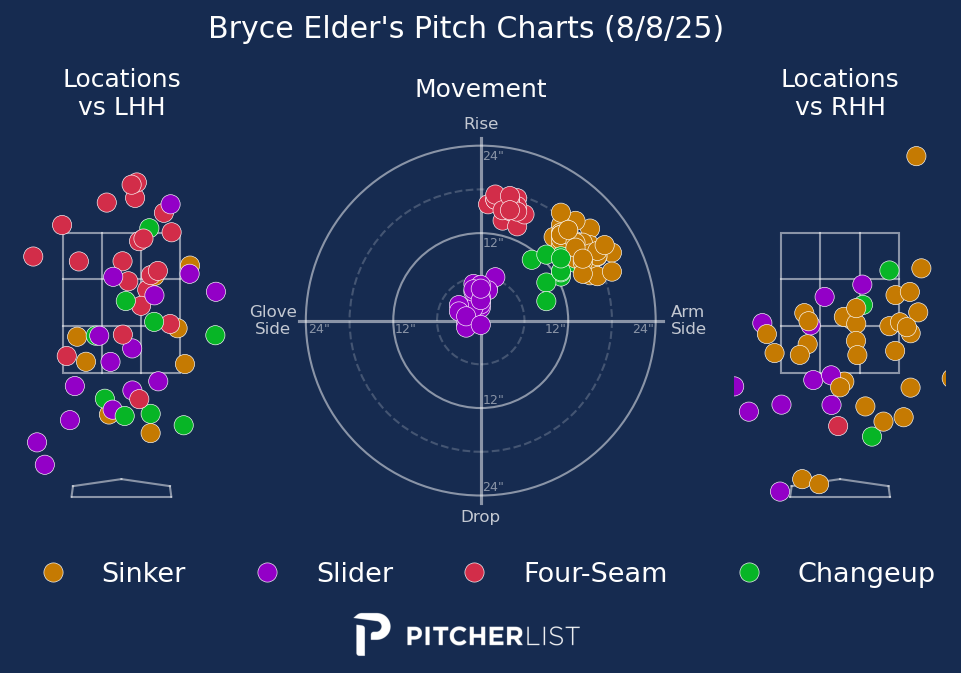 Bryce Elder's Pitch Charts (8/8/25)
Locations
vs LHH
Movement
Locations
vs RHH
Rise
24"
12"
Glove
Side
24"
12"
12"
24"
Arm
Side
12"
24"
Drop
Sinker
Slider
Four-Seam
Changeup
PITCHERLIST